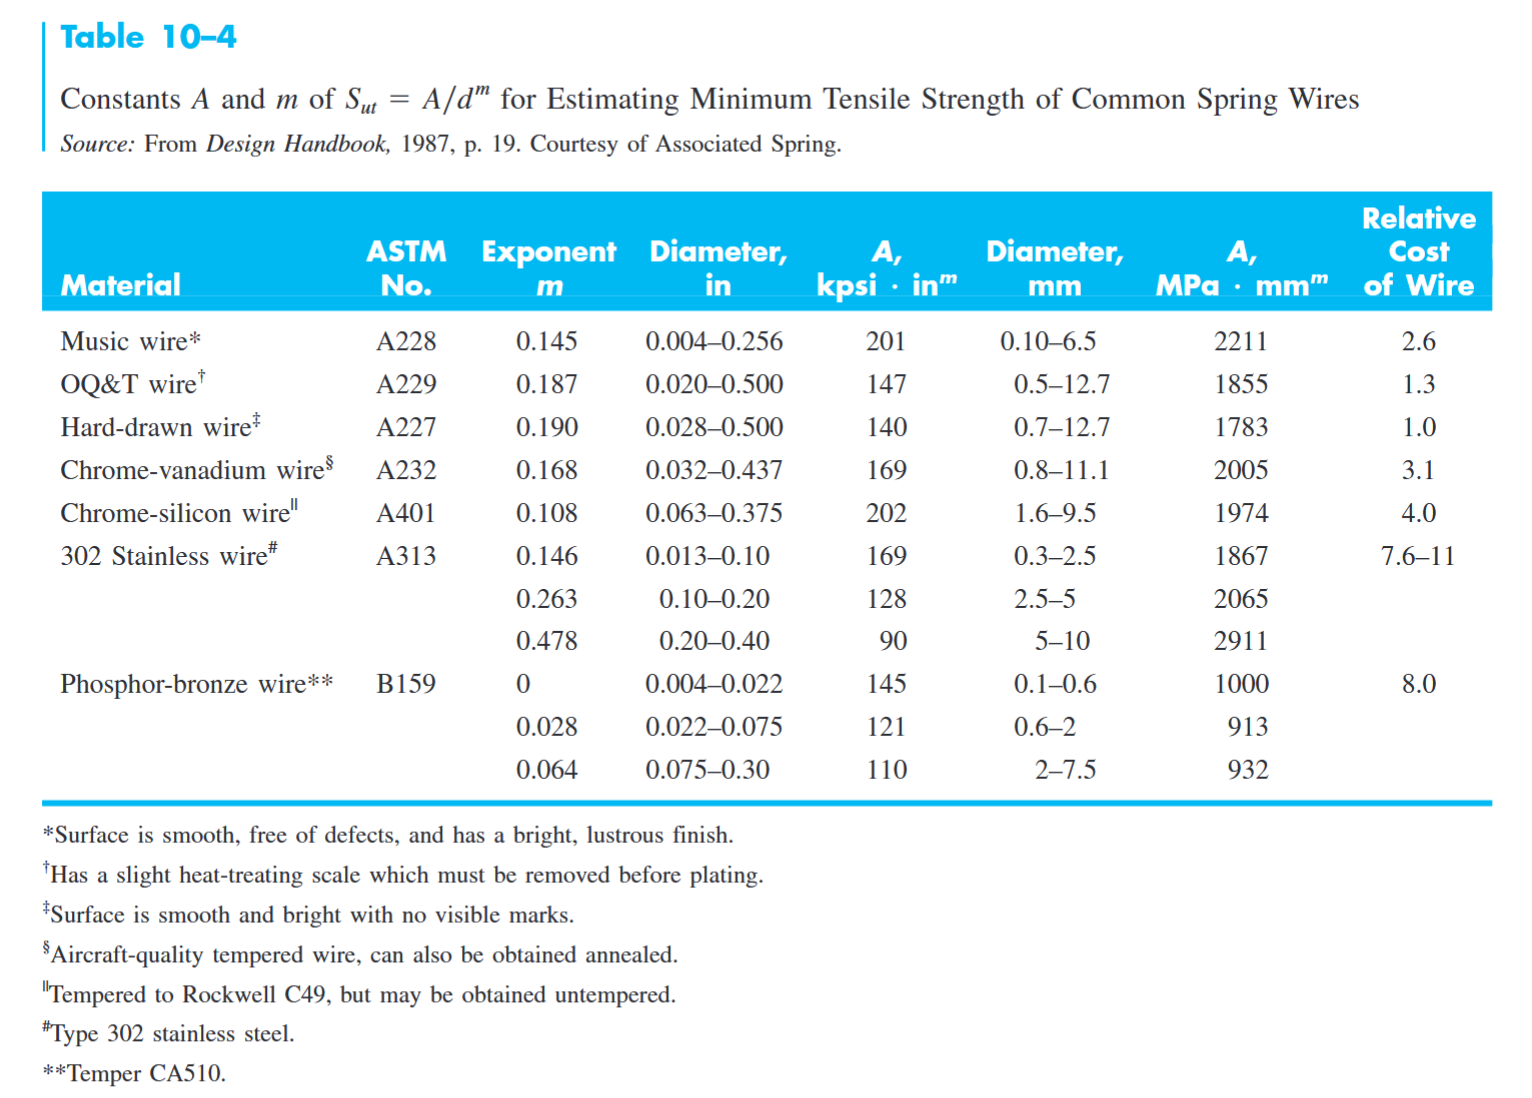 Table 10–4
Constants A and m of Sut = A/dᵐ for Estimating Minimum Tensile Strength of Common Spring Wires
Source: From Design Handbook, 1987, p. 19. Courtesy of Associated Spring.
Material ASTM No. Exponent m Diameter, in A, kpsi · inᵐ Diameter, mm A, MPa · mmᵐ Relative Cost of Wire
Music wire* A228 0.145 0.004–0.256 201 0.10–6.5 2211 2.6
OQ&T wire† A229 0.187 0.020–0.500 147 0.5–12.7 1855 1.3
Hard-drawn wire‡ A227 0.190 0.028–0.500 140 0.7–12.7 1783 1.0
Chrome-vanadium wire§ A232 0.168 0.032–0.437 169 0.8–11.1 2005 3.1
Chrome-silicon wire‖ A401 0.108 0.063–0.375 202 1.6–9.5 1974 4.0
302 Stainless wire# A313 0.146 0.013–0.10 169 0.3–2.5 1867 7.6–11
0.263 0.10–0.20 128 2.5–5 2065
0.478 0.20–0.40 90 5–10 2911
Phosphor-bronze wire** B159 0 0.004–0.022 145 0.1–0.6 1000 8.0
0.028 0.022–0.075 121 0.6–2 913
0.064 0.075–0.30 110 2–7.5 932
*Surface is smooth, free of defects, and has a bright, lustrous finish.
†Has a slight heat-treating scale which must be removed before plating.
‡Surface is smooth and bright with no visible marks.
§Aircraft-quality tempered wire, can also be obtained annealed.
‖Tempered to Rockwell C49, but may be obtained untempered.
#Type 302 stainless steel.
**Temper CA510.